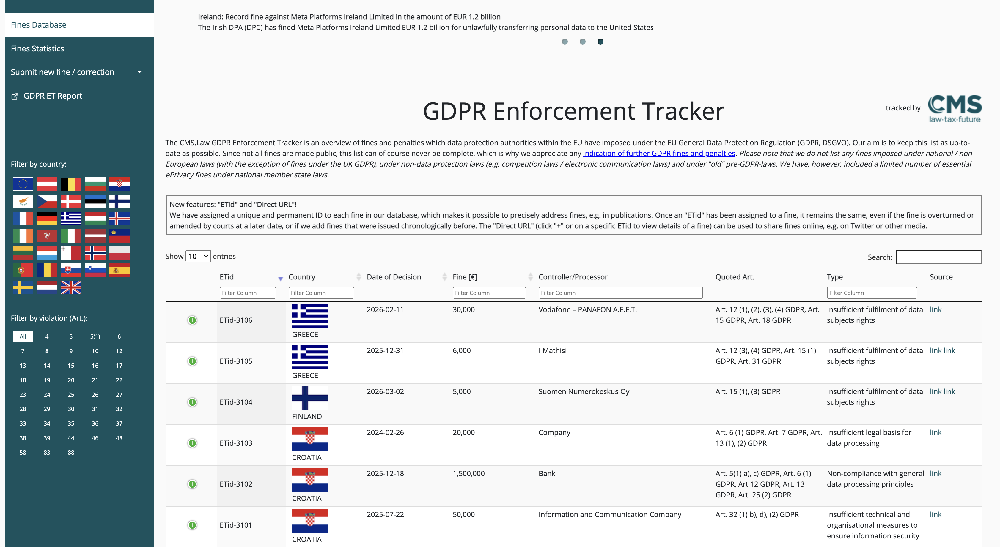 Fines Database
Fines Statistics
Submit new fine / correction
GDPR ET Report
Filter by country:
Filter by violation (Art.):
All 4 5 5(1) 6
7 8 9 10 12
13 14 15 16 17
18 19 20 21 22
23 24 25 26 27
28 29 30 31 32
33 34 35 36 37
38 39 44 46 48
58 83 88
Ireland: Record fine against Meta Platforms Ireland Limited in the amount of EUR 1.2 billion
The Irish DPA (DPC) has fined Meta Platforms Ireland Limited EUR 1.2 billion for unlawfully transferring personal data to the United States
GDPR Enforcement Tracker
tracked by
CMS
law·tax·future
The CMS.Law GDPR Enforcement Tracker is an overview of fines and penalties which data protection authorities within the EU have imposed under the EU General Data Protection Regulation (GDPR, DSGVO). Our aim is to keep this list as up-to-
date as possible. Since not all fines are made public, this list can of course never be complete, which is why we appreciate any indication of further GDPR fines and penalties. Please note that we do not list any fines imposed under national / non-
European laws (with the exception of fines under the UK GDPR), under non-data protection laws (e.g. competition laws / electronic communication laws) and under "old" pre-GDPR-laws. We have, however, included a limited number of essential
ePrivacy fines under national member state laws.
New features: "ETid" and "Direct URL"!
We have assigned a unique and permanent ID to each fine in our database, which makes it possible to precisely address fines, e.g. in publications. Once an "ETid" has been assigned to a fine, it remains the same, even if the fine is overturned or
amended by courts at a later date, or if we add fines that were issued chronologically before. The "Direct URL" (click "+" or on a specific ETid to view details of a fine) can be used to share fines online, e.g. on Twitter or other media.
Show 10 entries
Search:
ETid Country Date of Decision Fine [€] Controller/Processor Quoted Art. Type Source
Filter Column Filter Column Filter Column Filter Column Filter Column
2026-02-11 30,000 Vodafone – PANAFON A.E.E.T. Art. 12 (1), (2), (3), (4) GDPR, Art. Insufficient fulfilment of data link
ETid-3106 15 GDPR, Art. 18 GDPR subjects rights
GREECE
2025-12-31 6,000 I Mathisi Art. 12 (3), (4) GDPR, Art. 15 (1) Insufficient fulfilment of data link link
ETid-3105 GDPR, Art. 31 GDPR subjects rights
GREECE
2026-03-02 5,000 Suomen Numerokeskus Oy Art. 15 (1), (3) GDPR Insufficient fulfilment of data link link
ETid-3104 subjects rights
FINLAND
2024-02-26 20,000 Company Art. 6 (1) GDPR, Art. 7 GDPR, Art. Insufficient legal basis for link
ETid-3103 13 (1), (2) GDPR data processing
CROATIA
2025-12-18 1,500,000 Bank Art. 5(1) a), c) GDPR, Art. 6 (1) Non-compliance with general link
ETid-3102 GDPR, Art 12 GDPR, Art. 13 data processing principles
CROATIA GDPR, Art. 25 (2) GDPR
2025-07-22 50,000 Information and Communication Company Art. 32 (1) b), d), (2) GDPR Insufficient technical and link
ETid-3101 organisational measures to
CROATIA ensure information security